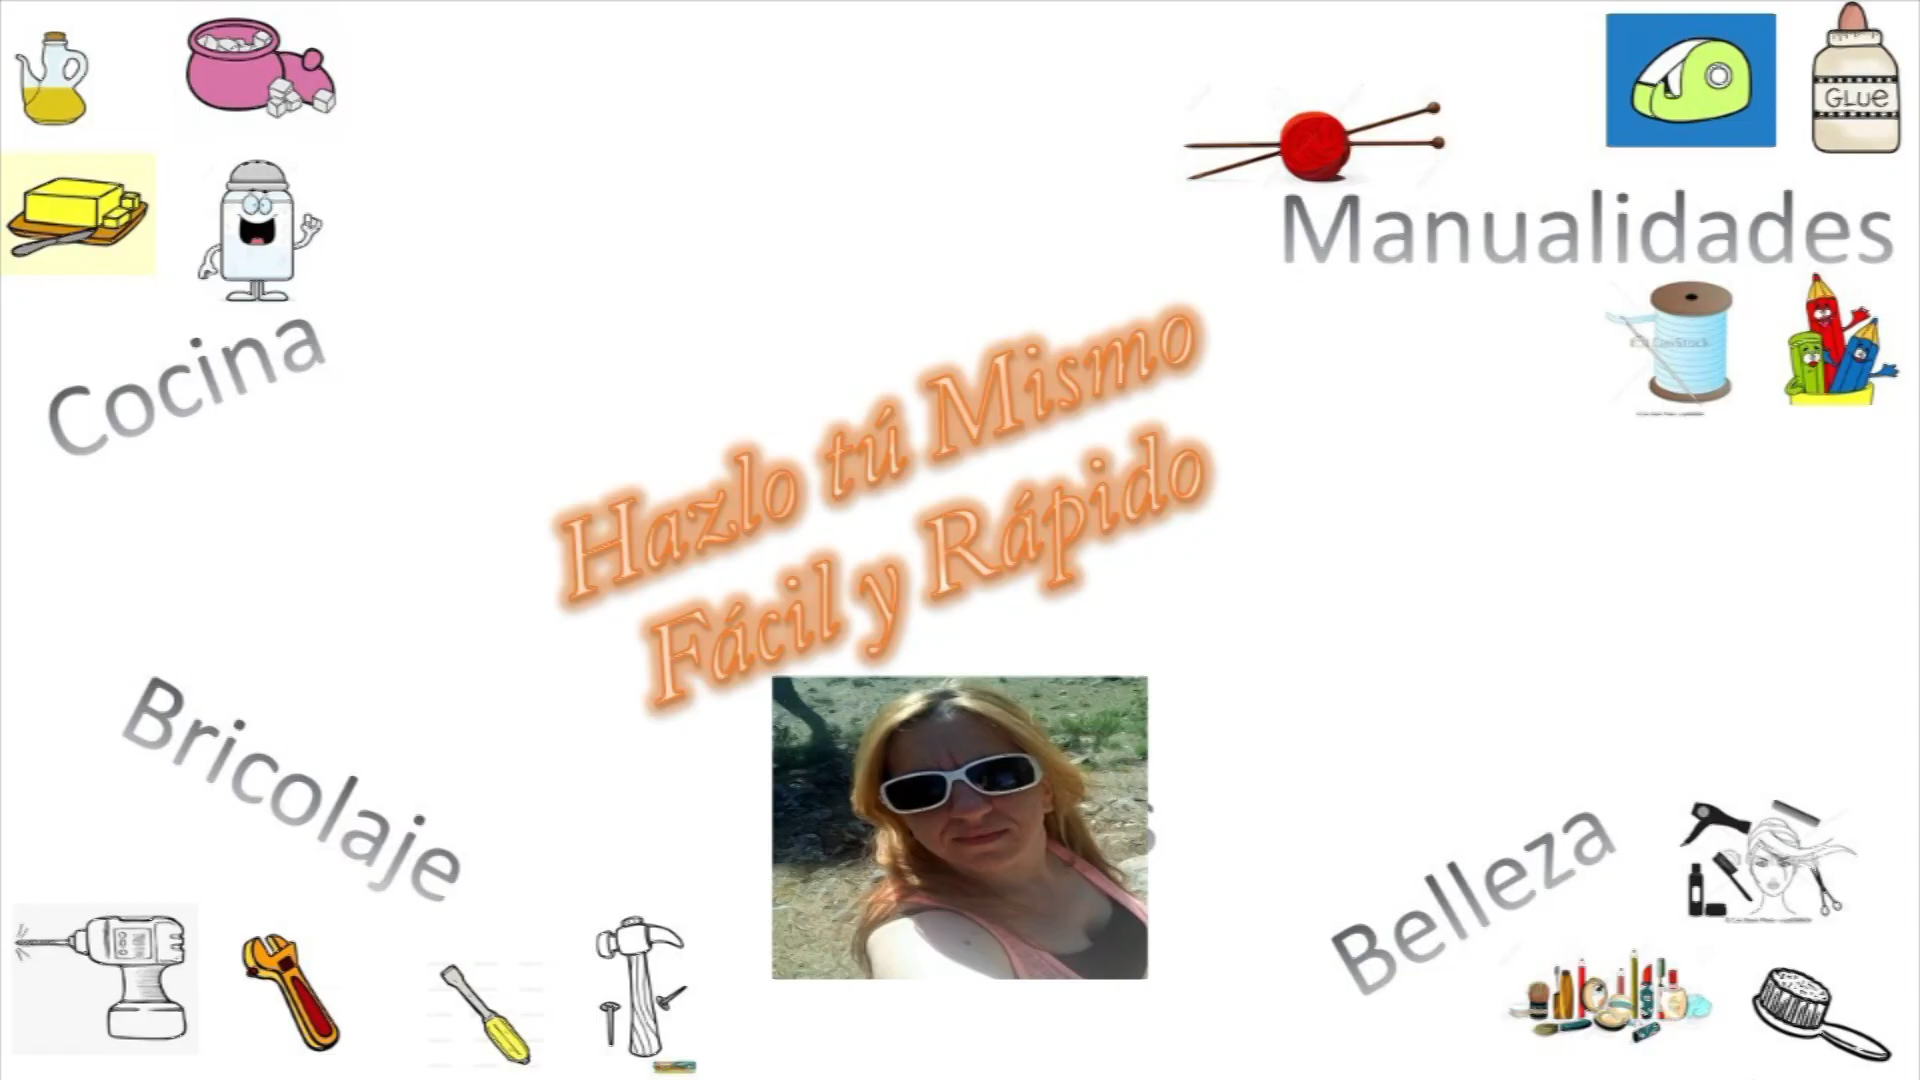 GLUE
Manualidades
Cocina
Hazlo tú Mismo
Fácil y Rápido
Bricolaje
Belleza